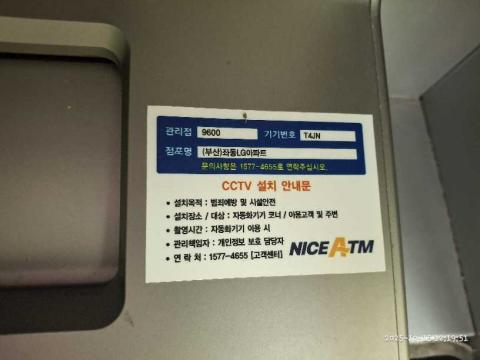 관리점 9600 기기번호 T4JN
점포명 (부산)좌동LG아파트
문의사항은 1577-4655로 연락주십시오.
CCTV 설치 안내문
• 설치목적 : 범죄예방 및 시설안전
• 설치장소 / 대상 : 자동화기기 코너 / 이용고객 및 주변
• 촬영시간 : 자동화기기 이용 시
• 관리책임자 : 개인정보 보호 담당자
• 연 락 처 : 1577-4655 [고객센터]
NICE ATM